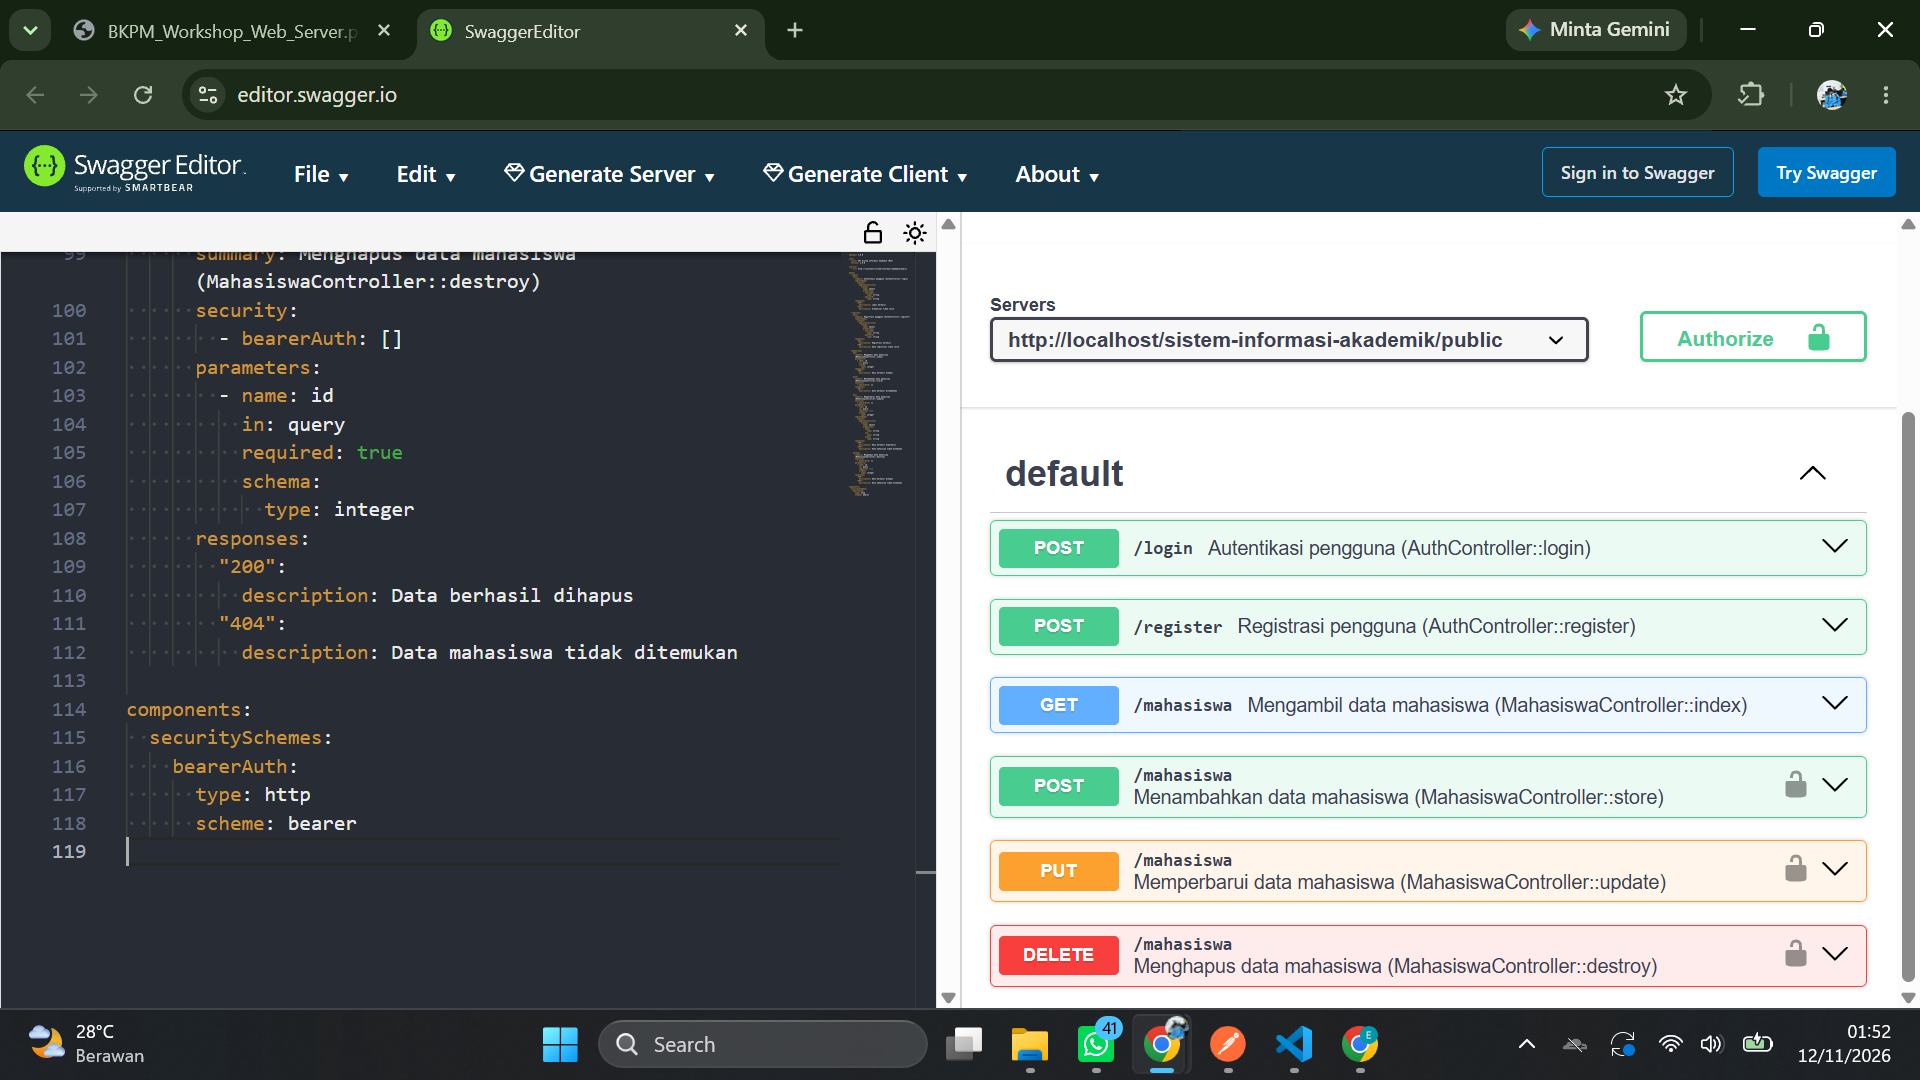 BKPM_Workshop_Web_Server.p
SwaggerEditor
Minta Gemini
editor.swagger.io
Swagger Editor.
Supported by SMARTBEAR
File
Edit
Generate Server
Generate Client
About
Sign in to Swagger
Try Swagger
99 summary: Menghapus data mahasiswa
(MahasiswaController::destroy)
100 security:
101 - bearerAuth: []
102 parameters:
103 - name: id
104 in: query
105 required: true
106 schema:
107 type: integer
108 responses:
109 "200":
110 description: Data berhasil dihapus
111 "404":
112 description: Data mahasiswa tidak ditemukan
113
114 components:
115 securitySchemes:
116 bearerAuth:
117 type: http
118 scheme: bearer
119
Servers
http://localhost/sistem-informasi-akademik/public
Authorize
default
POST /login Autentikasi pengguna (AuthController::login)
POST /register Registrasi pengguna (AuthController::register)
GET /mahasiswa Mengambil data mahasiswa (MahasiswaController::index)
POST /mahasiswa
Menambahkan data mahasiswa (MahasiswaController::store)
PUT /mahasiswa
Memperbarui data mahasiswa (MahasiswaController::update)
DELETE /mahasiswa
Menghapus data mahasiswa (MahasiswaController::destroy)
28°C
Berawan
Search
41
E
01:52
12/11/2026